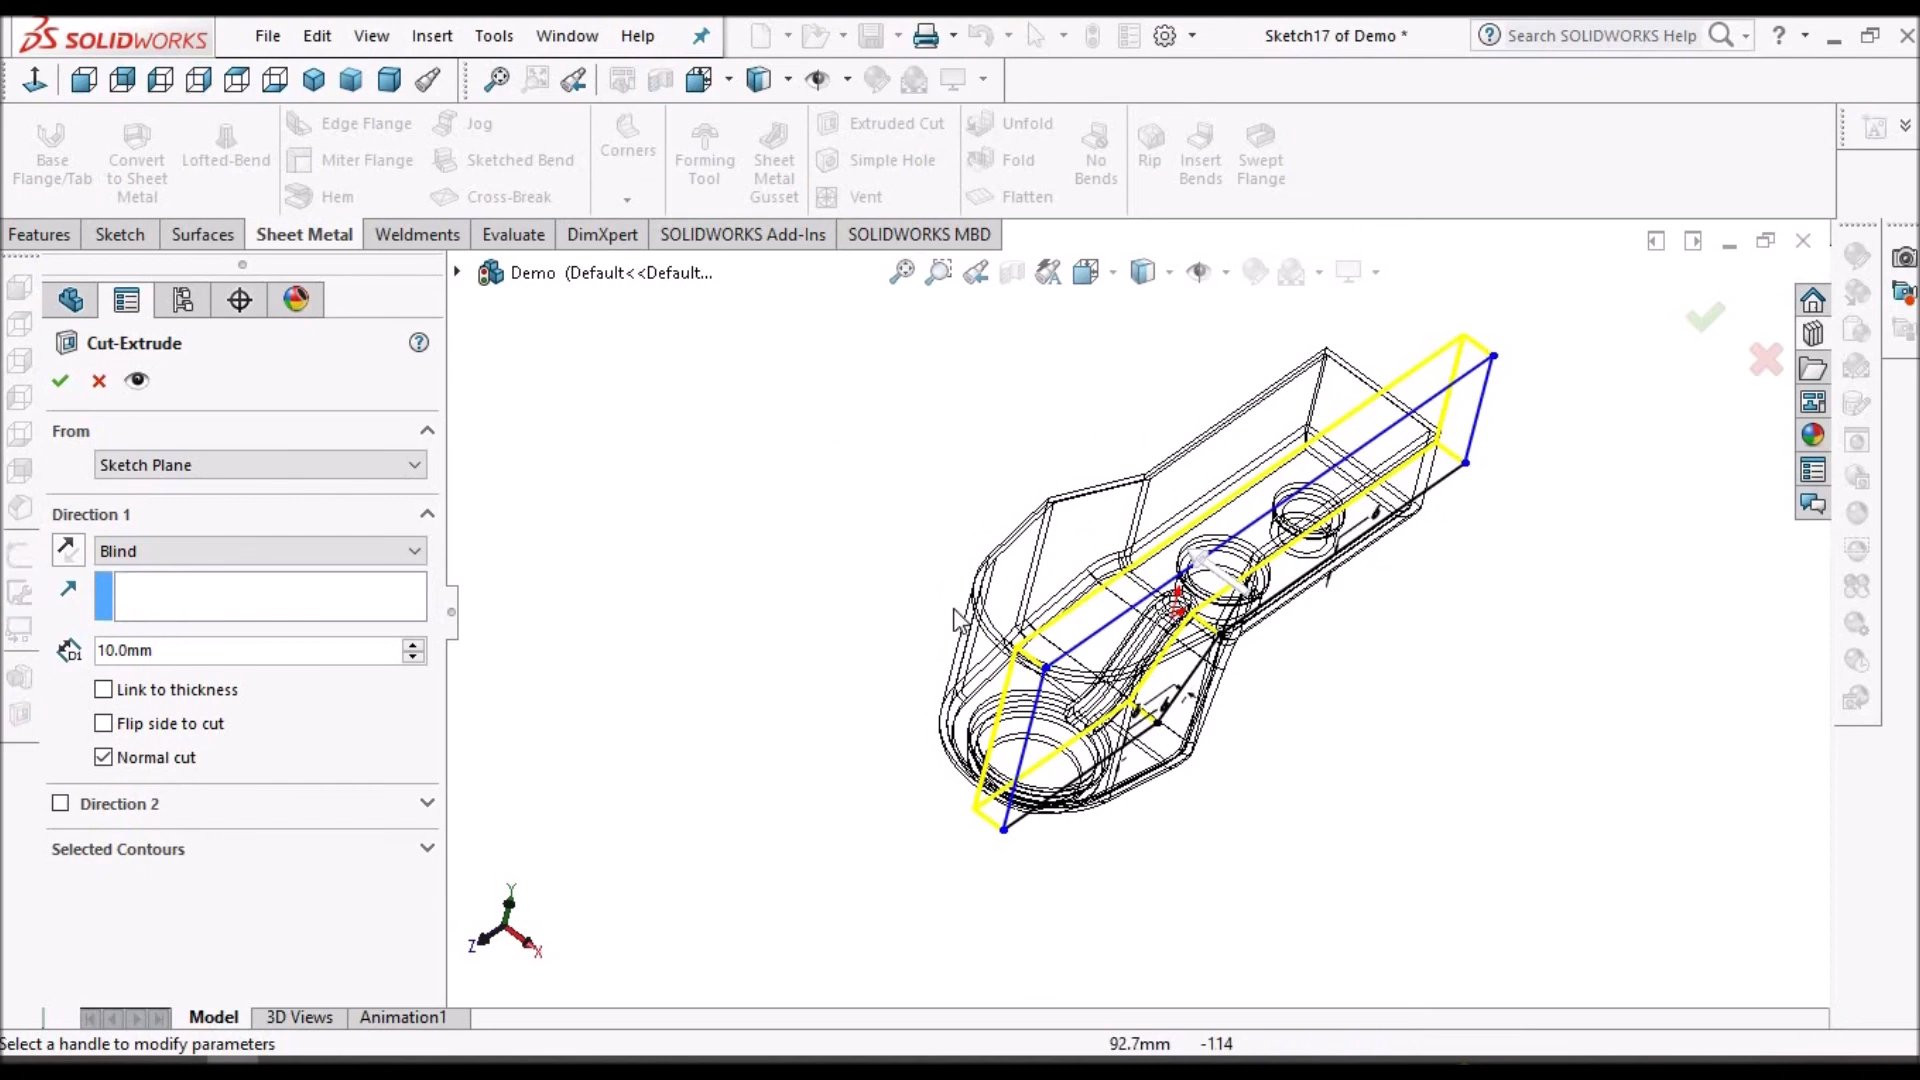 SOLIDWORKS File Edit View Insert Tools Window Help Sketch17 of Demo * Search SOLIDWORKS Help ?
Base Flange/Tab
Convert to Sheet Metal
Lofted-Bend
Edge Flange
Miter Flange
Hem
Jog
Sketched Bend
Cross-Break
Corners
Forming Tool
Sheet Metal Gusset
Extruded Cut
Simple Hole
Vent
Unfold
Fold
Flatten
No Bends
Rip
Insert Bends
Swept Flange
Features Sketch Surfaces Sheet Metal Weldments Evaluate DimXpert SOLIDWORKS Add-Ins SOLIDWORKS MBD
Demo (Default<<Default...
Cut-Extrude
From
Sketch Plane
Direction 1
Blind
D1 10.0mm
Link to thickness
Flip side to cut
Normal cut
Direction 2
Selected Contours
Y
Z
X
Model 3D Views Animation1
Select a handle to modify parameters 92.7mm -114